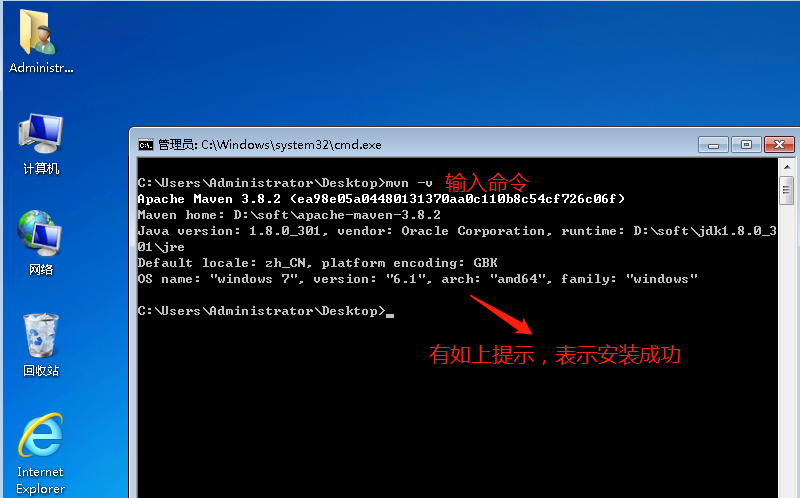 Administr...
计算机
网络
回收站
Internet
Explorer
管理员: C:\Windows\system32\cmd.exe
C:\Users\Administrator\Desktop>mvn -v 输入命令
Apache Maven 3.8.2 (ea98e05a04480131370aa0c110b8c54cf726c06f)
Maven home: D:\soft\apache-maven-3.8.2
Java version: 1.8.0_301, vendor: Oracle Corporation, runtime: D:\soft\jdk1.8.0_3
01\jre
Default locale: zh_CN, platform encoding: GBK
OS name: "windows 7", version: "6.1", arch: "amd64", family: "windows"
C:\Users\Administrator\Desktop>_
有如上提示，表示安装成功